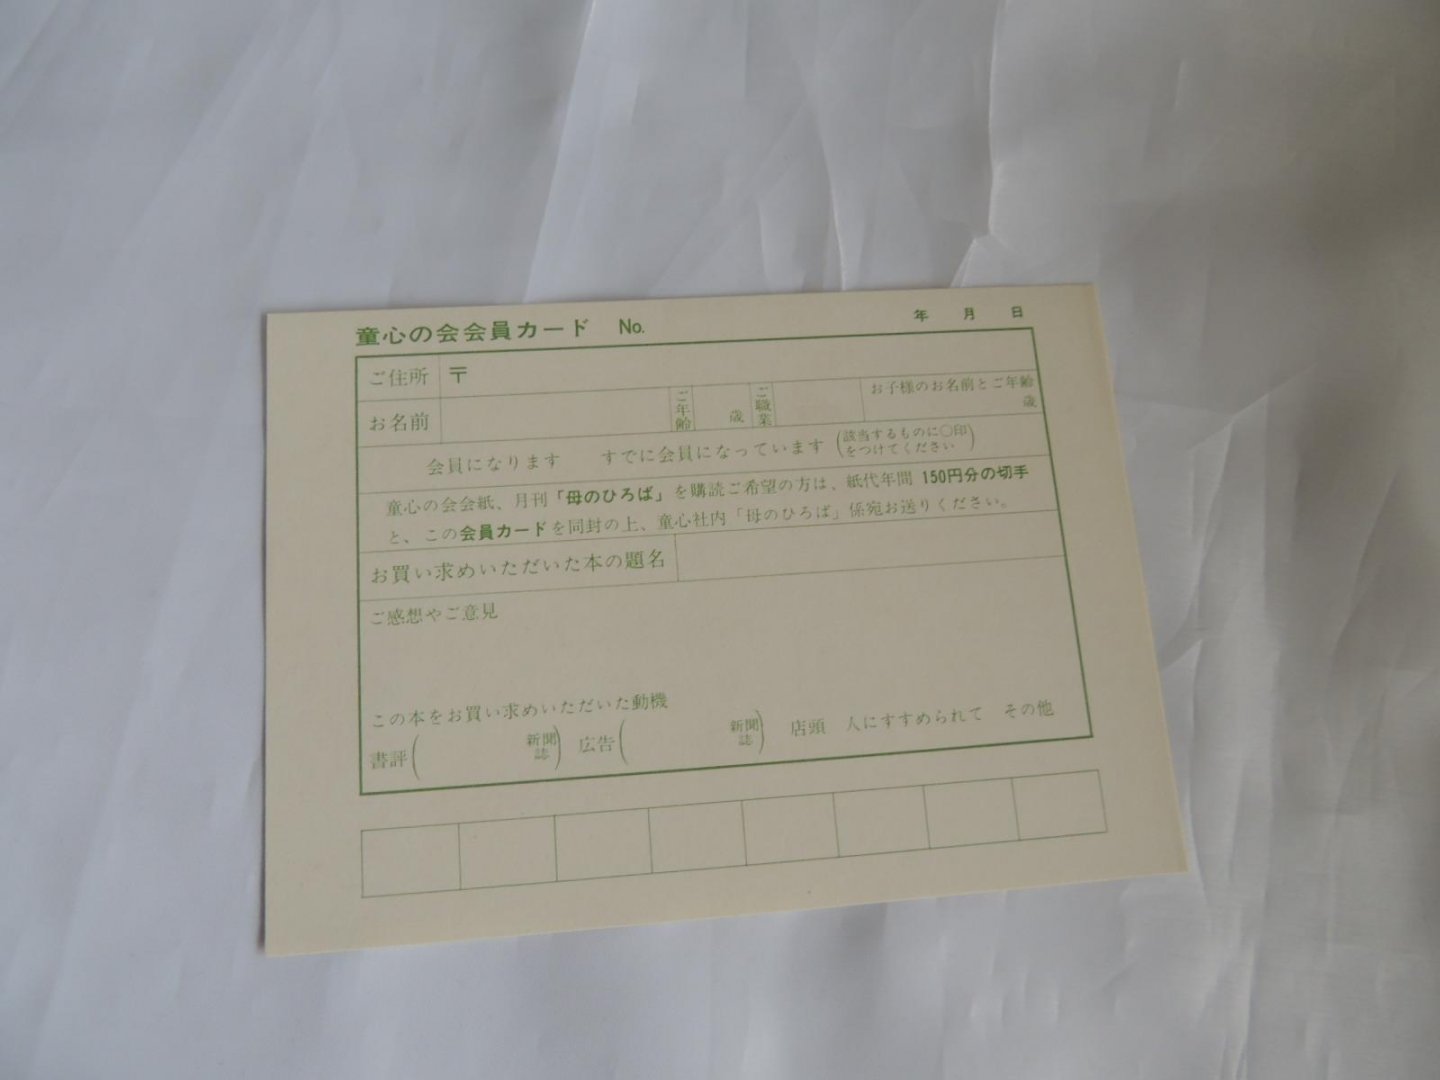 童心の会会員カード No. 年 月 日
ご住所 〒
お名前 ご年齢 歳 ご職業 お子様のお名前とご年齢 歳
会員になります すでに会員になっています (該当するものに○印をつけてください)
童心の会会紙、月刊「母のひろば」を購読ご希望の方は、紙代年間 150円分の切手
と、この会員カードを同封の上、童心社内「母のひろば」係宛お送りください。
お買い求めいただいた本の題名
ご感想やご意見
この本をお買い求めいただいた動機
書評( 新聞誌) 広告( 新聞誌) 店頭 人にすすめられて その他